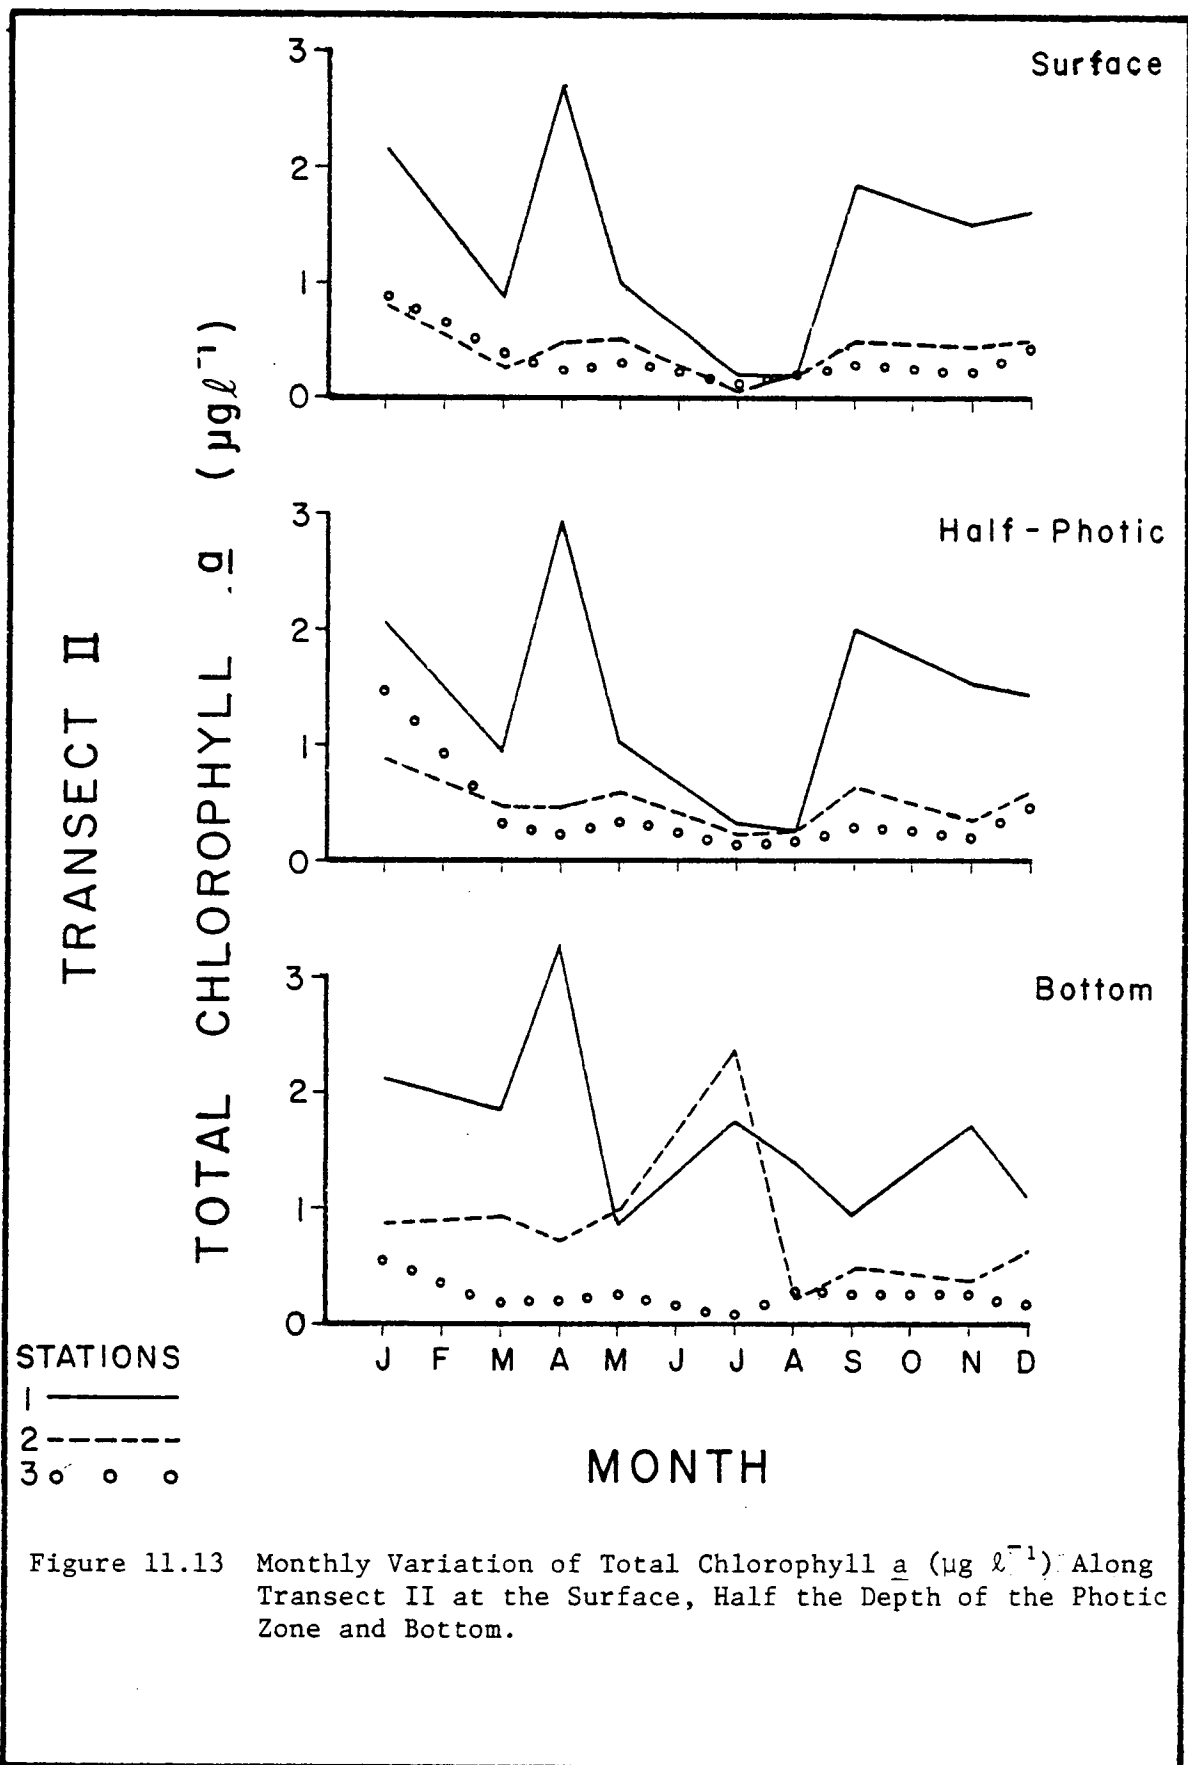 Surface
3
2
1
0
Half-Photic
3
2
1
0
Bottom
3
2
1
0
J F M A M J J A S O N D
MONTH
TRANSECT II
TOTAL CHLOROPHYLL a (µgℓ⁻¹)
STATIONS
1
2
3
Figure 11.13 Monthly Variation of Total Chlorophyll a (µg ℓ⁻¹) Along
Transect II at the Surface, Half the Depth of the Photic
Zone and Bottom.